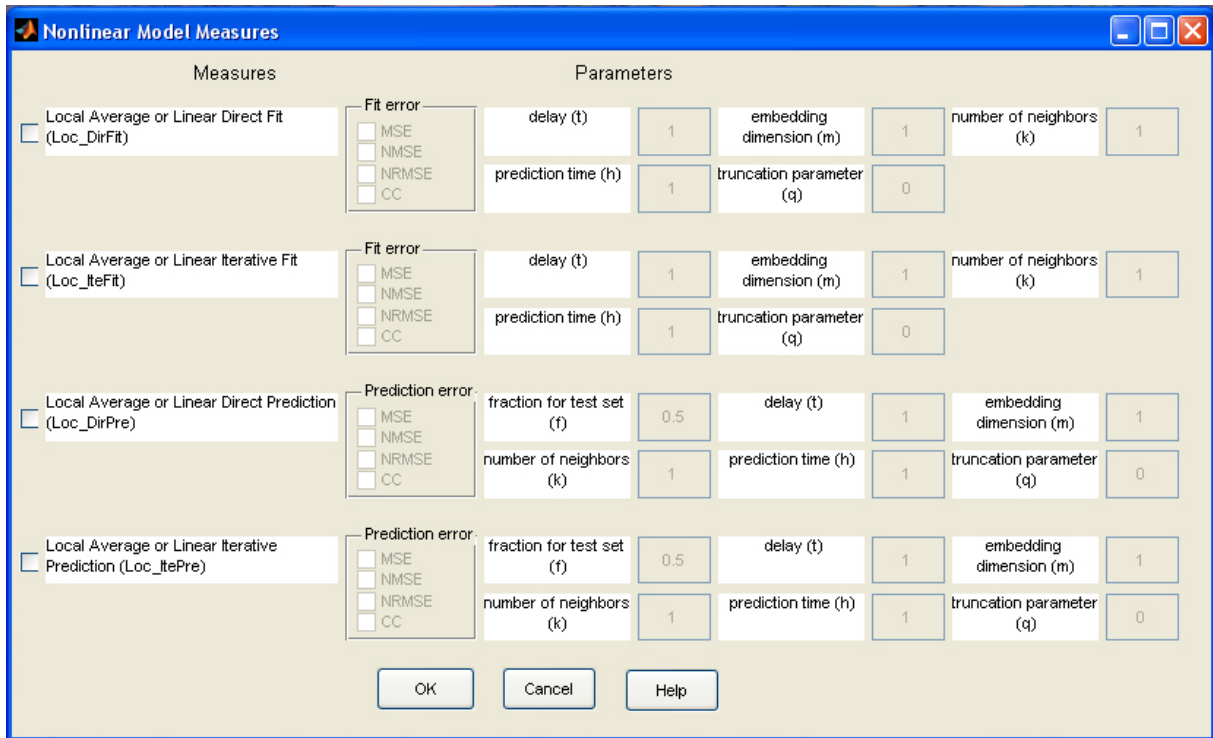 Nonlinear Model Measures
Measures Parameters
Local Average or Linear Direct Fit
(Loc_DirFit)
Fit error
MSE
NMSE
NRMSE
CC
delay (t)
1
embedding
dimension (m)
1
number of neighbors
(k)
1
prediction time (h)
1
truncation parameter
(q)
0
Local Average or Linear Iterative Fit
(Loc_IteFit)
Fit error
MSE
NMSE
NRMSE
CC
delay (t)
1
embedding
dimension (m)
1
number of neighbors
(k)
1
prediction time (h)
1
truncation parameter
(q)
0
Local Average or Linear Direct Prediction
(Loc_DirPre)
Prediction error
MSE
NMSE
NRMSE
CC
fraction for test set
(f)
0.5
delay (t)
1
embedding
dimension (m)
1
number of neighbors
(k)
1
prediction time (h)
1
truncation parameter
(q)
0
Local Average or Linear Iterative
Prediction (Loc_ItePre)
Prediction error
MSE
NMSE
NRMSE
CC
fraction for test set
(f)
0.5
delay (t)
1
embedding
dimension (m)
1
number of neighbors
(k)
1
prediction time (h)
1
truncation parameter
(q)
0
OK Cancel Help